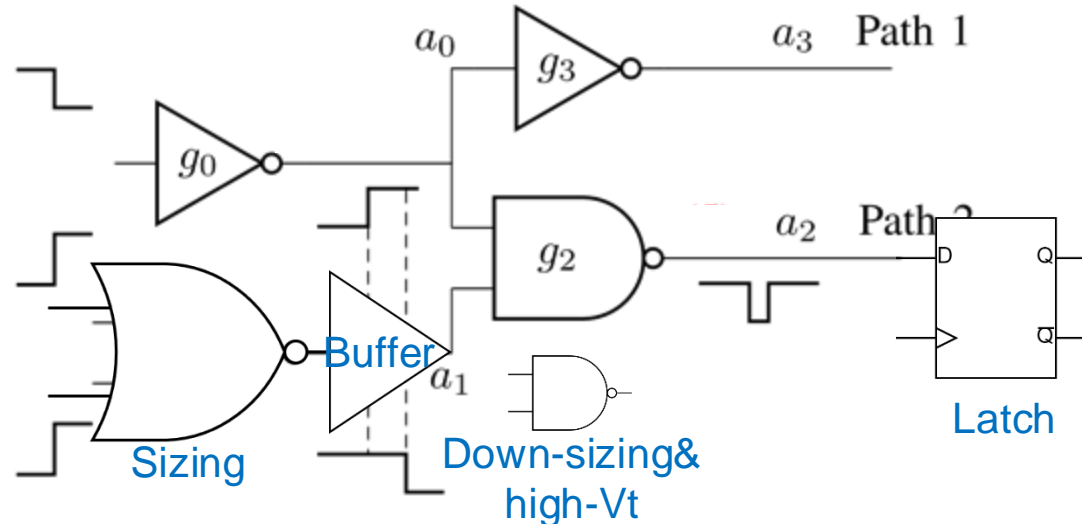 a₀
a₃ Path 1
g₃
g₀
g₂
a₂ Path 2
D Q
Q̅
Buffer
a₁
Latch
Sizing
Down-sizing&
high-Vt